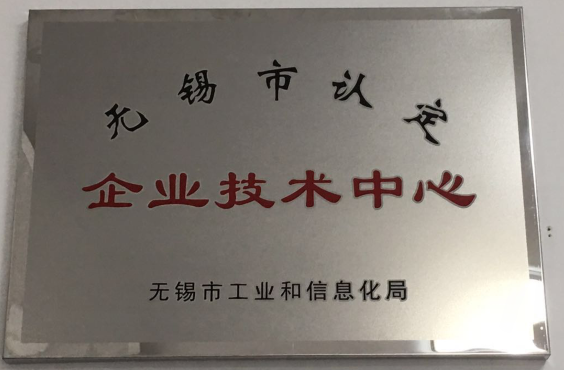 无锡市认定
企业技术中心
无锡市工业和信息化局